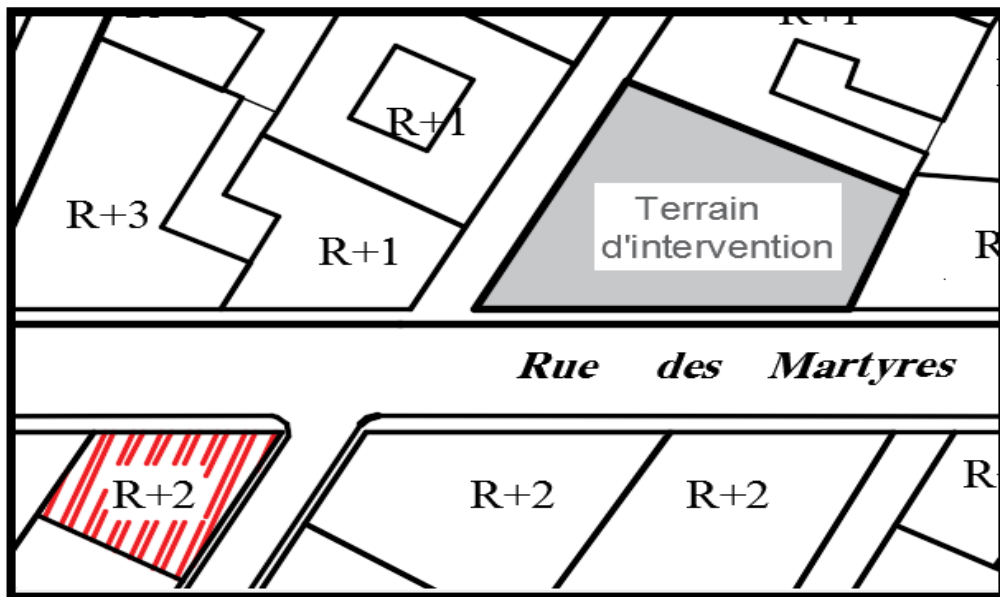 R+1
R+1
R+3
R+1
Terrain
d'intervention
Rue des Martyres
R+2
R+2
R+2